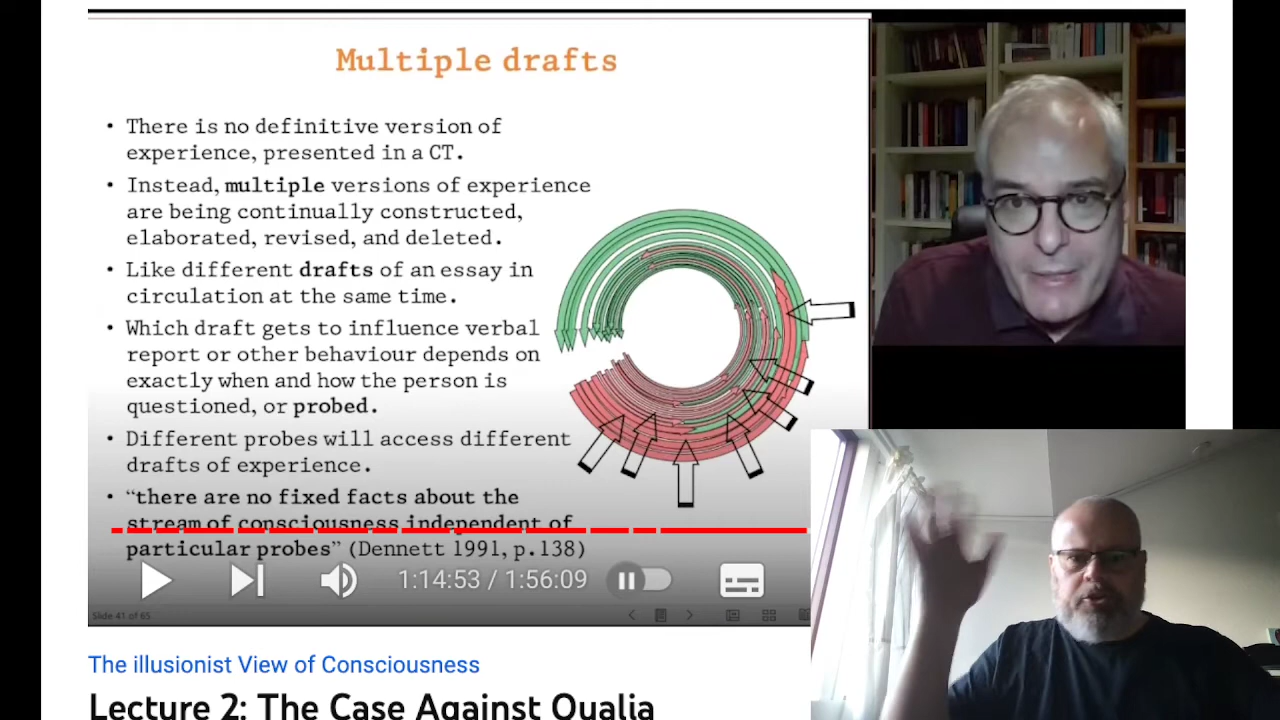 Multiple drafts
• There is no definitive version of
experience, presented in a CT.
• Instead, multiple versions of experience
are being continually constructed,
elaborated, revised, and deleted.
• Like different drafts of an essay in
circulation at the same time.
• Which draft gets to influence verbal
report or other behaviour depends on
exactly when and how the person is
questioned, or probed.
• Different probes will access different
drafts of experience.
• “there are no fixed facts about the
stream of consciousness independent of
particular probes” (Dennett 1991, p.138)
1:14:53 / 1:56:09
Slide 41 of 65
The illusionist View of Consciousness
Lecture 2: The Case Against Qualia